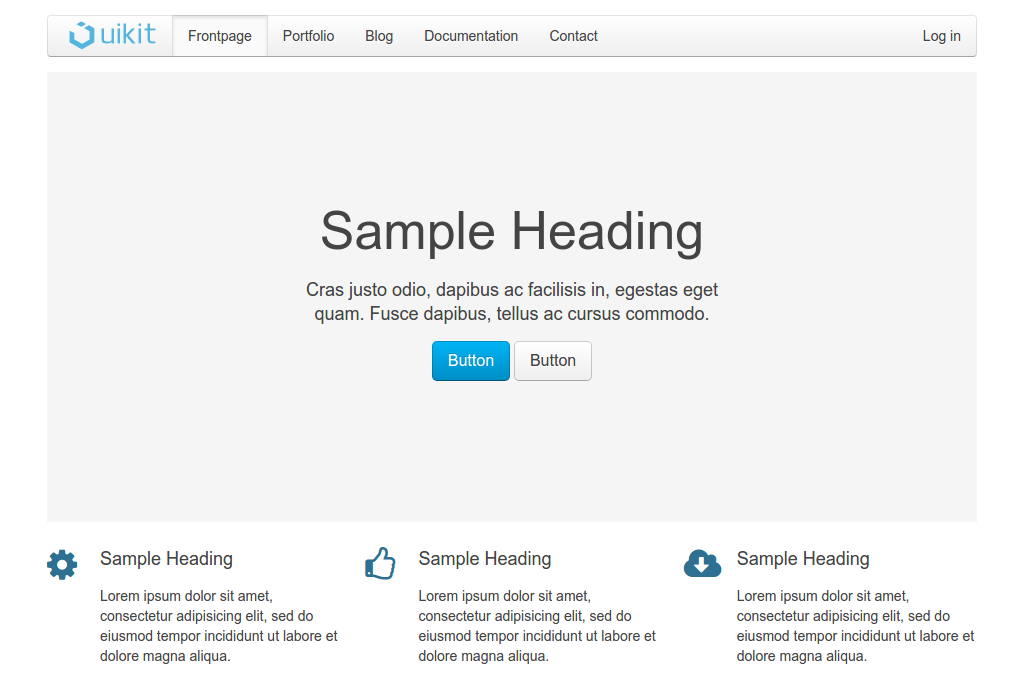 uikit Frontpage Portfolio Blog Documentation Contact Log in
Sample Heading
Cras justo odio, dapibus ac facilisis in, egestas eget
quam. Fusce dapibus, tellus ac cursus commodo.
Button Button
Sample Heading
Lorem ipsum dolor sit amet,
consectetur adipisicing elit, sed do
eiusmod tempor incididunt ut labore et
dolore magna aliqua.
Sample Heading
Lorem ipsum dolor sit amet,
consectetur adipisicing elit, sed do
eiusmod tempor incididunt ut labore et
dolore magna aliqua.
Sample Heading
Lorem ipsum dolor sit amet,
consectetur adipisicing elit, sed do
eiusmod tempor incididunt ut labore et
dolore magna aliqua.